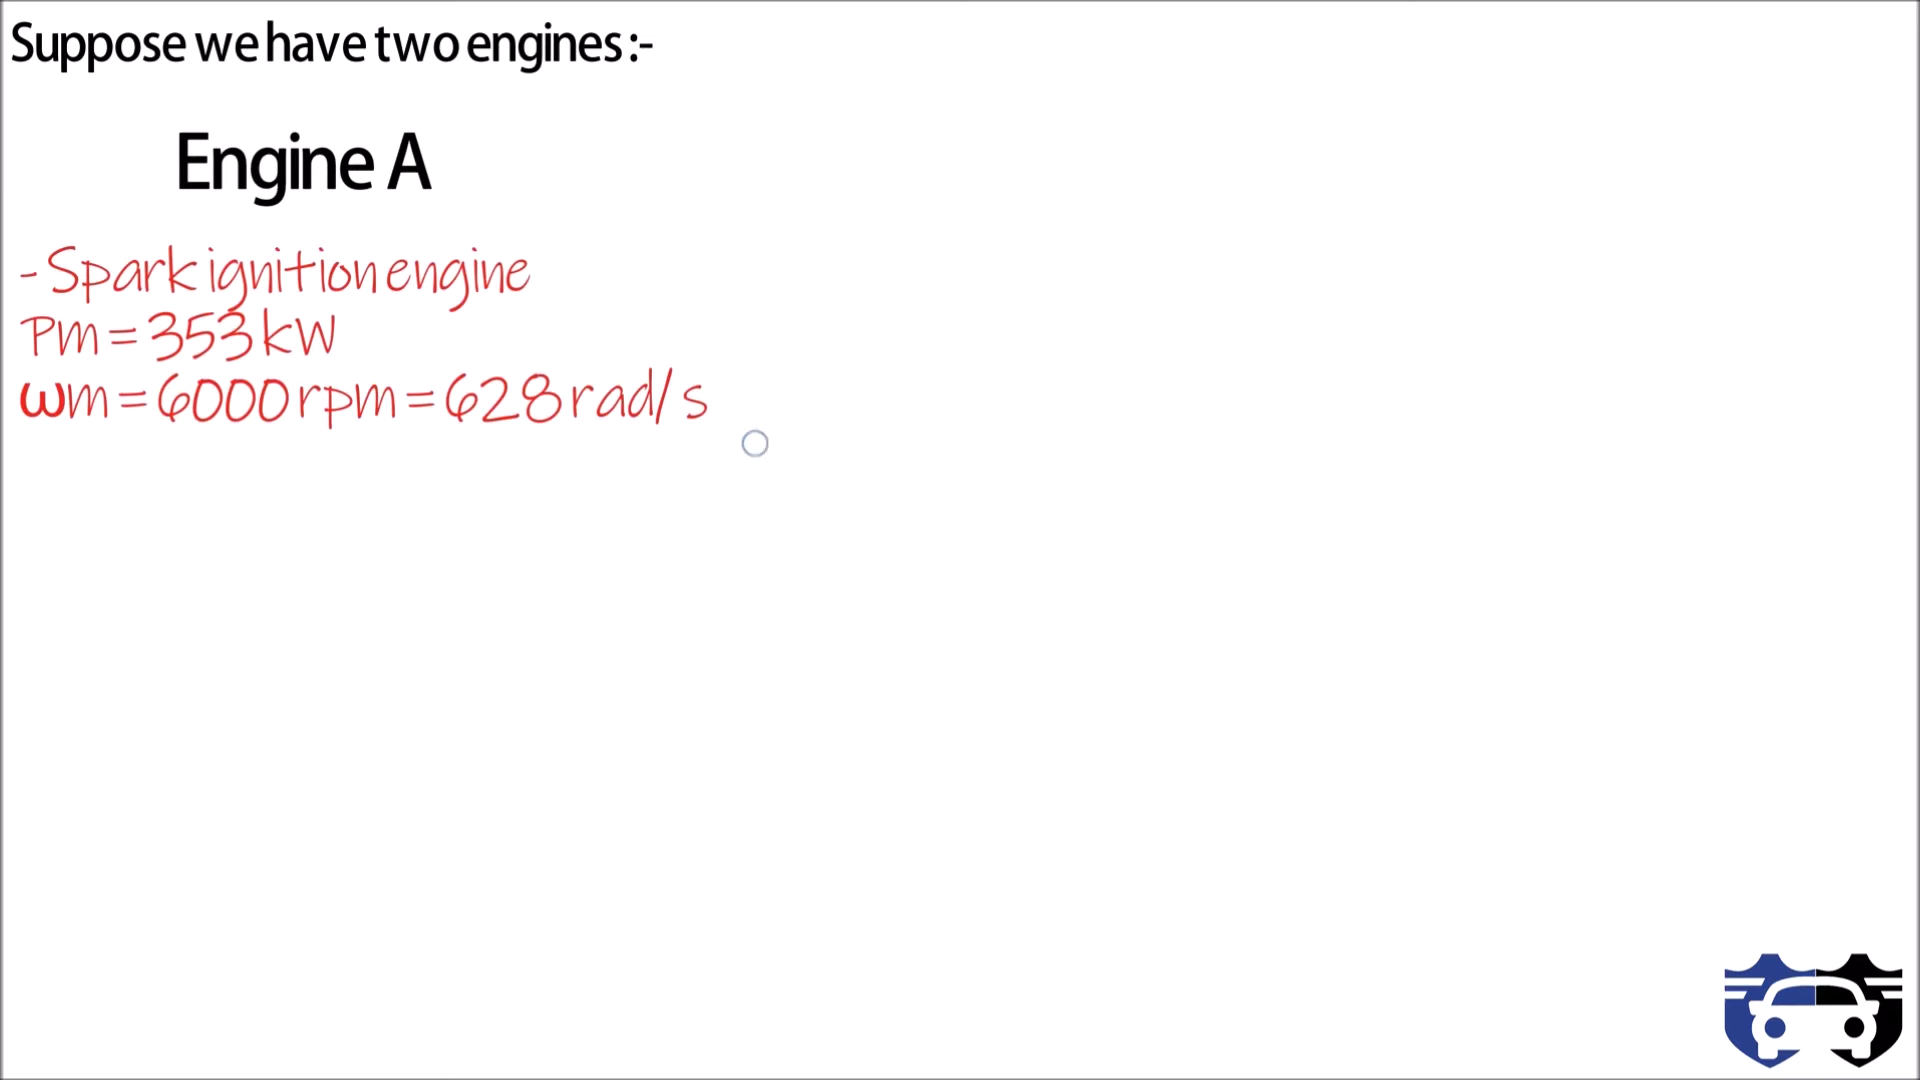 Suppose we have two engines :-
Engine A
- Spark ignition engine
Pm = 353 kW
ωm = 6000 rpm = 628 rad/s